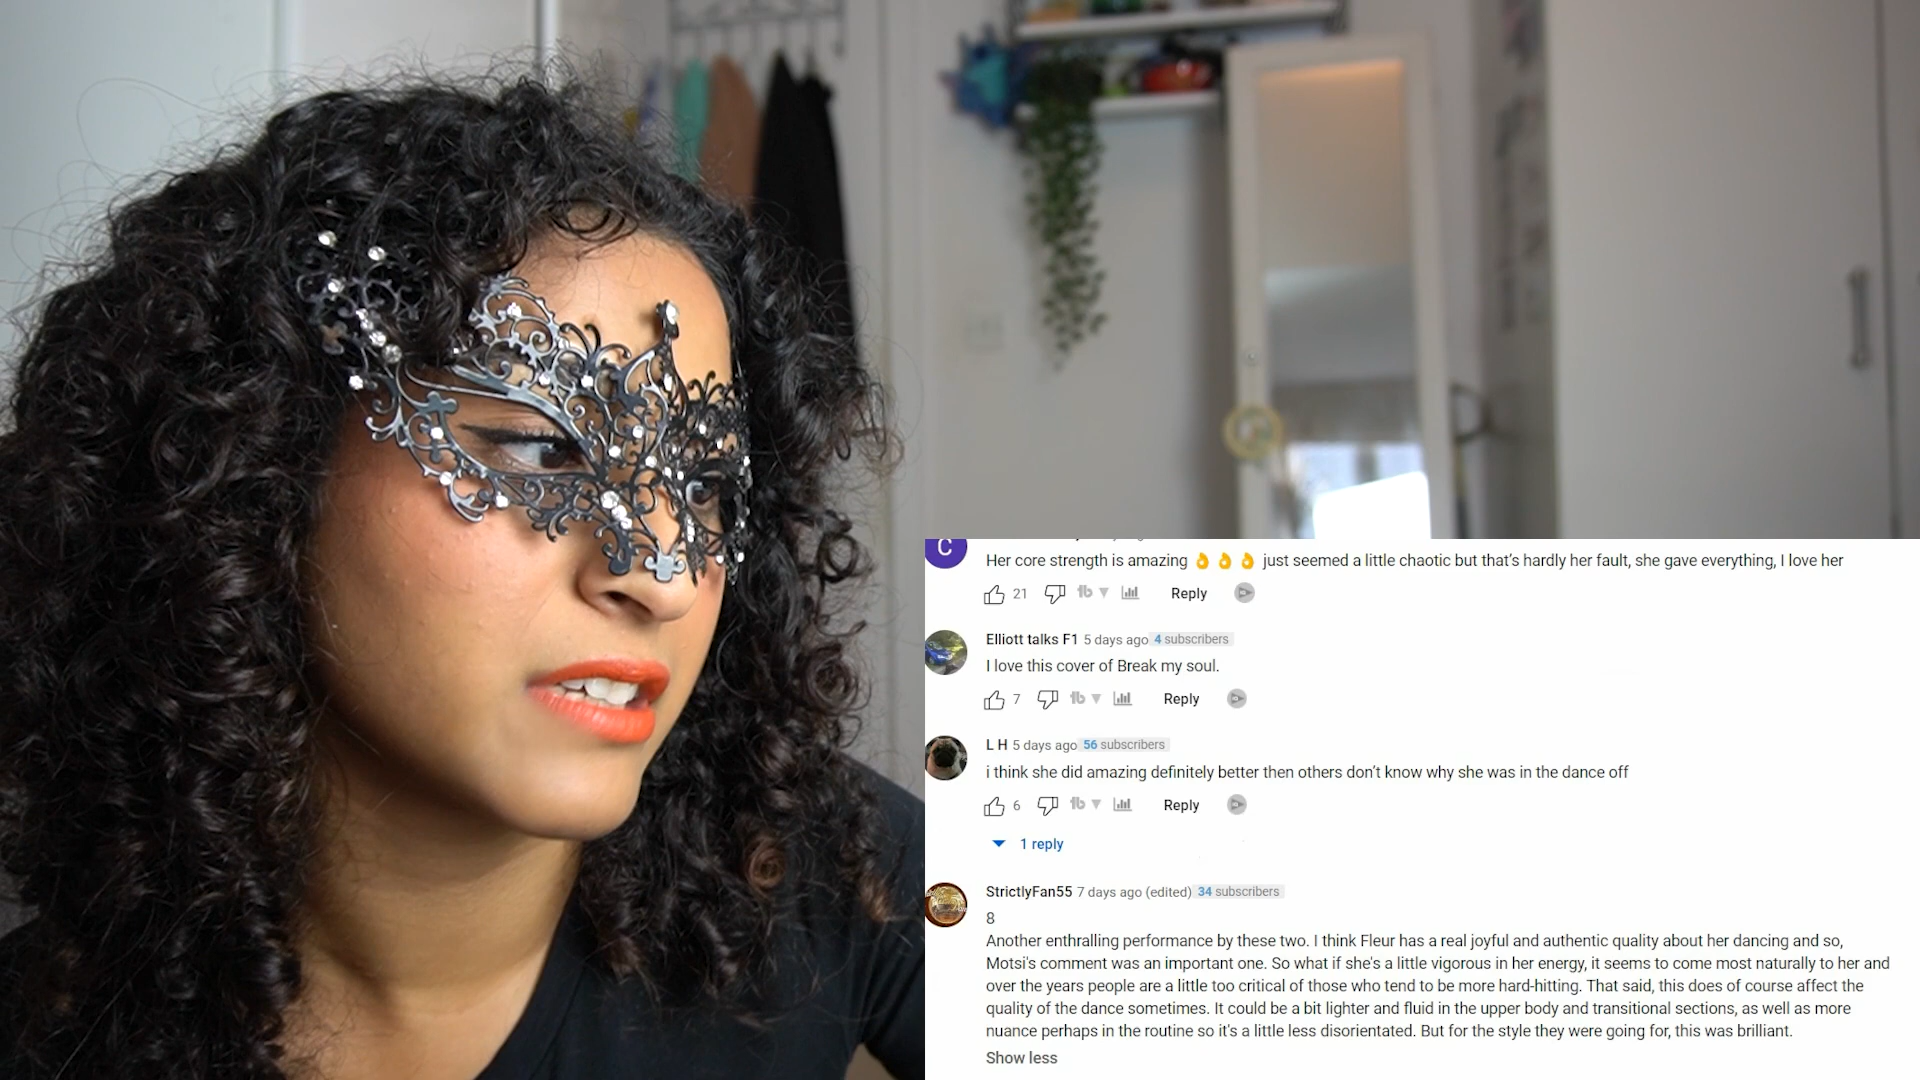 C
Her core strength is amazing 👌 👌 👌 just seemed a little chaotic but that's hardly her fault, she gave everything, I love her
21 Reply
Elliott talks F1 5 days ago 4 subscribers
I love this cover of Break my soul.
7 Reply
L H 5 days ago 56 subscribers
i think she did amazing definitely better then others don't know why she was in the dance off
6 Reply
1 reply
StrictlyFan55 7 days ago (edited) 34 subscribers
8
Another enthralling performance by these two. I think Fleur has a real joyful and authentic quality about her dancing and so,
Motsi's comment was an important one. So what if she's a little vigorous in her energy, it seems to come most naturally to her and
over the years people are a little too critical of those who tend to be more hard-hitting. That said, this does of course affect the
quality of the dance sometimes. It could be a bit lighter and fluid in the upper body and transitional sections, as well as more
nuance perhaps in the routine so it's a little less disorientated. But for the style they were going for, this was brilliant.
Show less